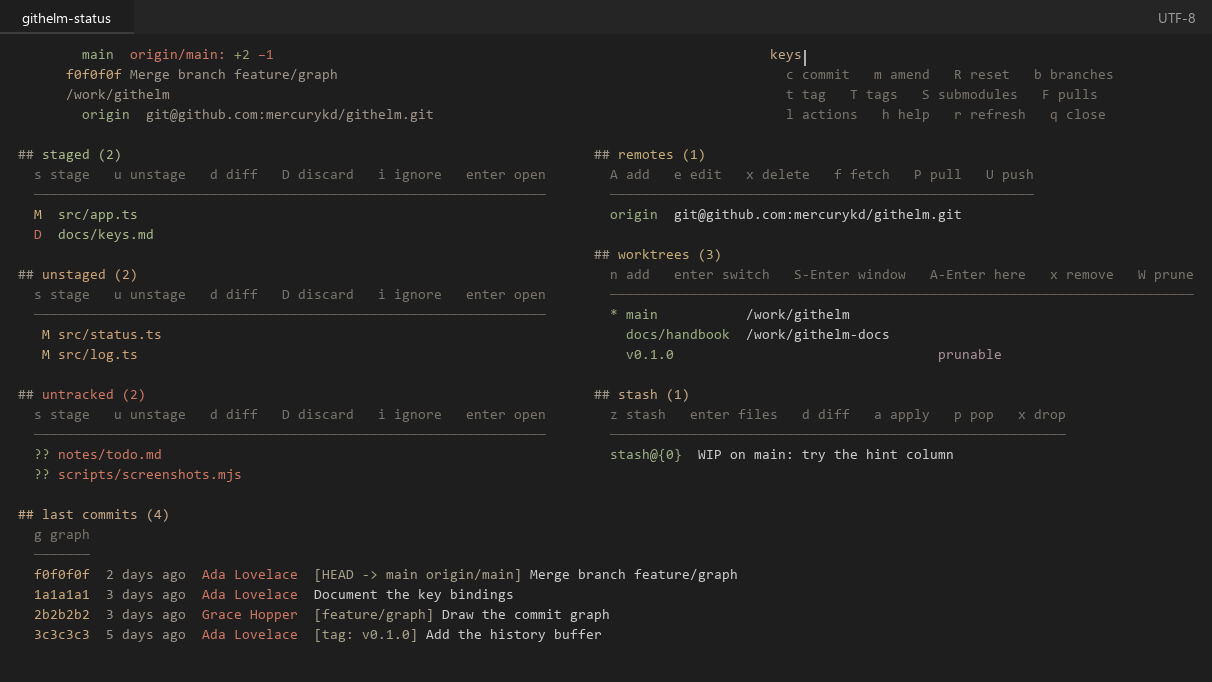 githelm-status
UTF-8
main  origin/main: +2 −1
f0f0f0f Merge branch feature/graph
/work/githelm
origin  git@github.com:mercurykd/githelm.git
keys
c commit   m amend   R reset   b branches
t tag   T tags   S submodules   F pulls
l actions   h help   r refresh   q close
## staged (2)
s stage   u unstage   d diff   D discard   i ignore   enter open
M  src/app.ts
D  docs/keys.md
## unstaged (2)
s stage   u unstage   d diff   D discard   i ignore   enter open
M src/status.ts
M src/log.ts
## untracked (2)
s stage   u unstage   d diff   D discard   i ignore   enter open
?? notes/todo.md
?? scripts/screenshots.mjs
## remotes (1)
A add   e edit   x delete   f fetch   P pull   U push
origin  git@github.com:mercurykd/githelm.git
## worktrees (3)
n add   enter switch   S-Enter window   A-Enter here   x remove   W prune
* main           /work/githelm
docs/handbook  /work/githelm-docs
v0.1.0                                 prunable
## stash (1)
z stash   enter files   d diff   a apply   p pop   x drop
stash@{0}  WIP on main: try the hint column
## last commits (4)
g graph
f0f0f0f  2 days ago  Ada Lovelace  [HEAD -> main origin/main] Merge branch feature/graph
1a1a1a1  3 days ago  Ada Lovelace  Document the key bindings
2b2b2b2  3 days ago  Grace Hopper  [feature/graph] Draw the commit graph
3c3c3c3  5 days ago  Ada Lovelace  [tag: v0.1.0] Add the history buffer